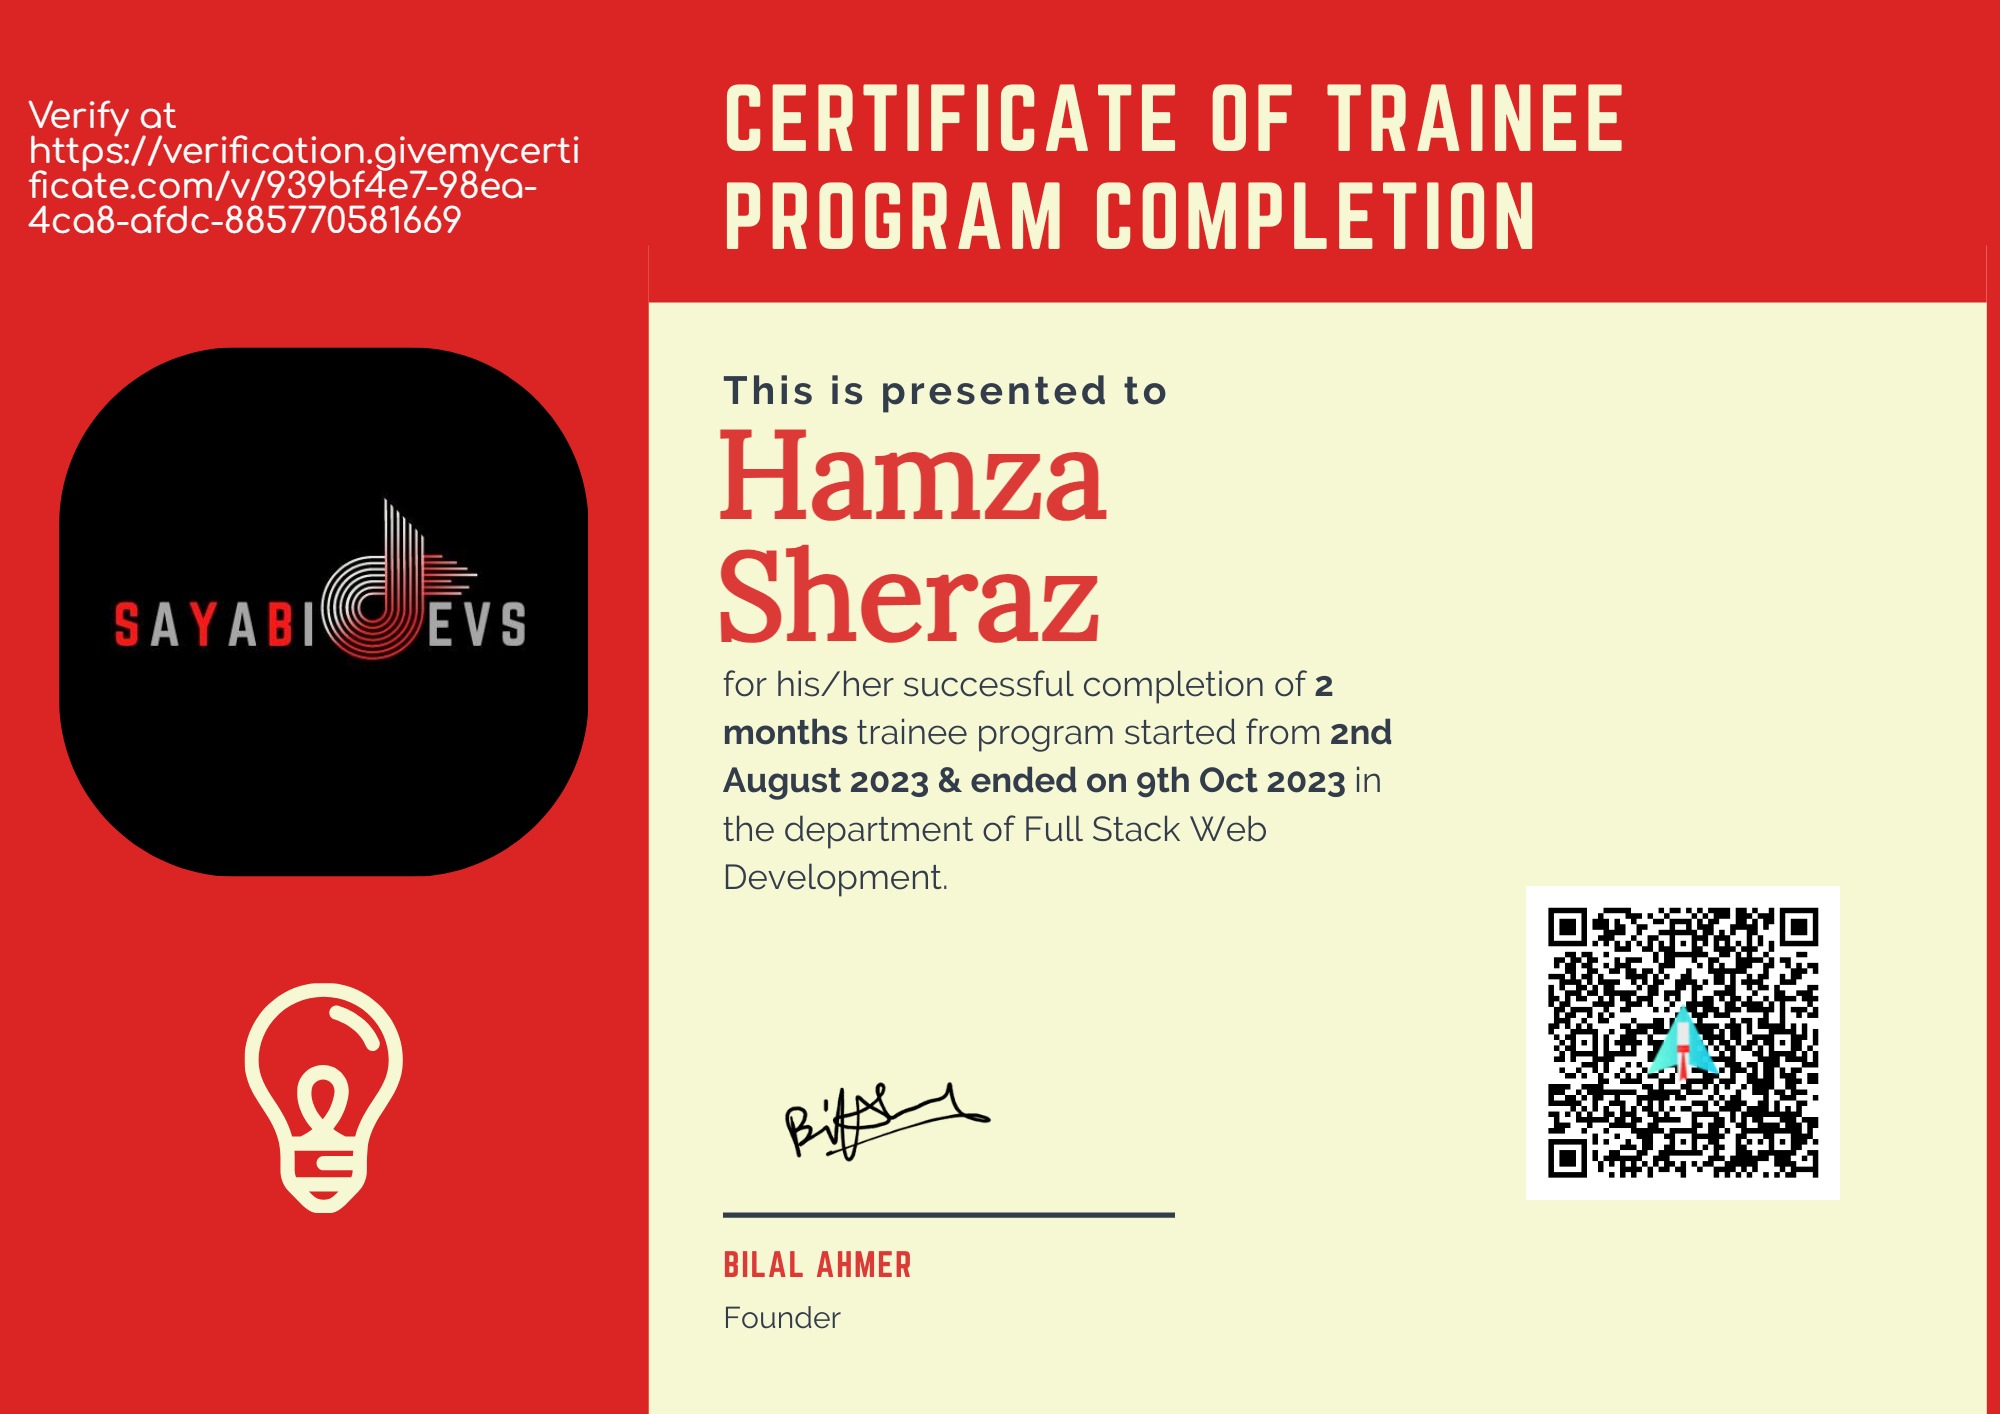 Verify at
https://verification.givemycerti
ficate.com/v/939bf4e7-98ea-
4ca8-afdc-885770581669
CERTIFICATE OF TRAINEE
PROGRAM COMPLETION
SAYABIDEVS
This is presented to
Hamza
Sheraz
for his/her successful completion of 2
months trainee program started from 2nd
August 2023 & ended on 9th Oct 2023 in
the department of Full Stack Web
Development.
BILAL AHMER
Founder